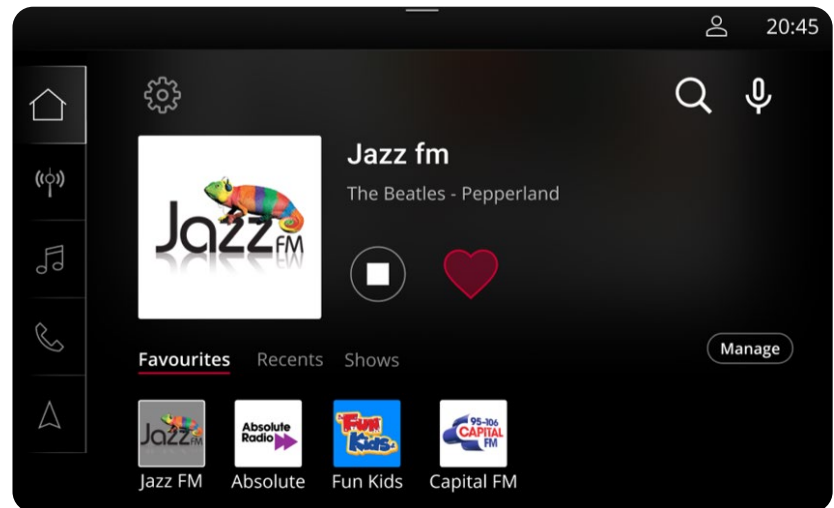 20:45
Jazz fm
The Beatles - Pepperland
Jazz FM
Manage
Favourites Recents Shows
Jazz FM
Absolute Radio
Fun Kids
95-106 CAPITAL FM
Jazz FM Absolute Fun Kids Capital FM